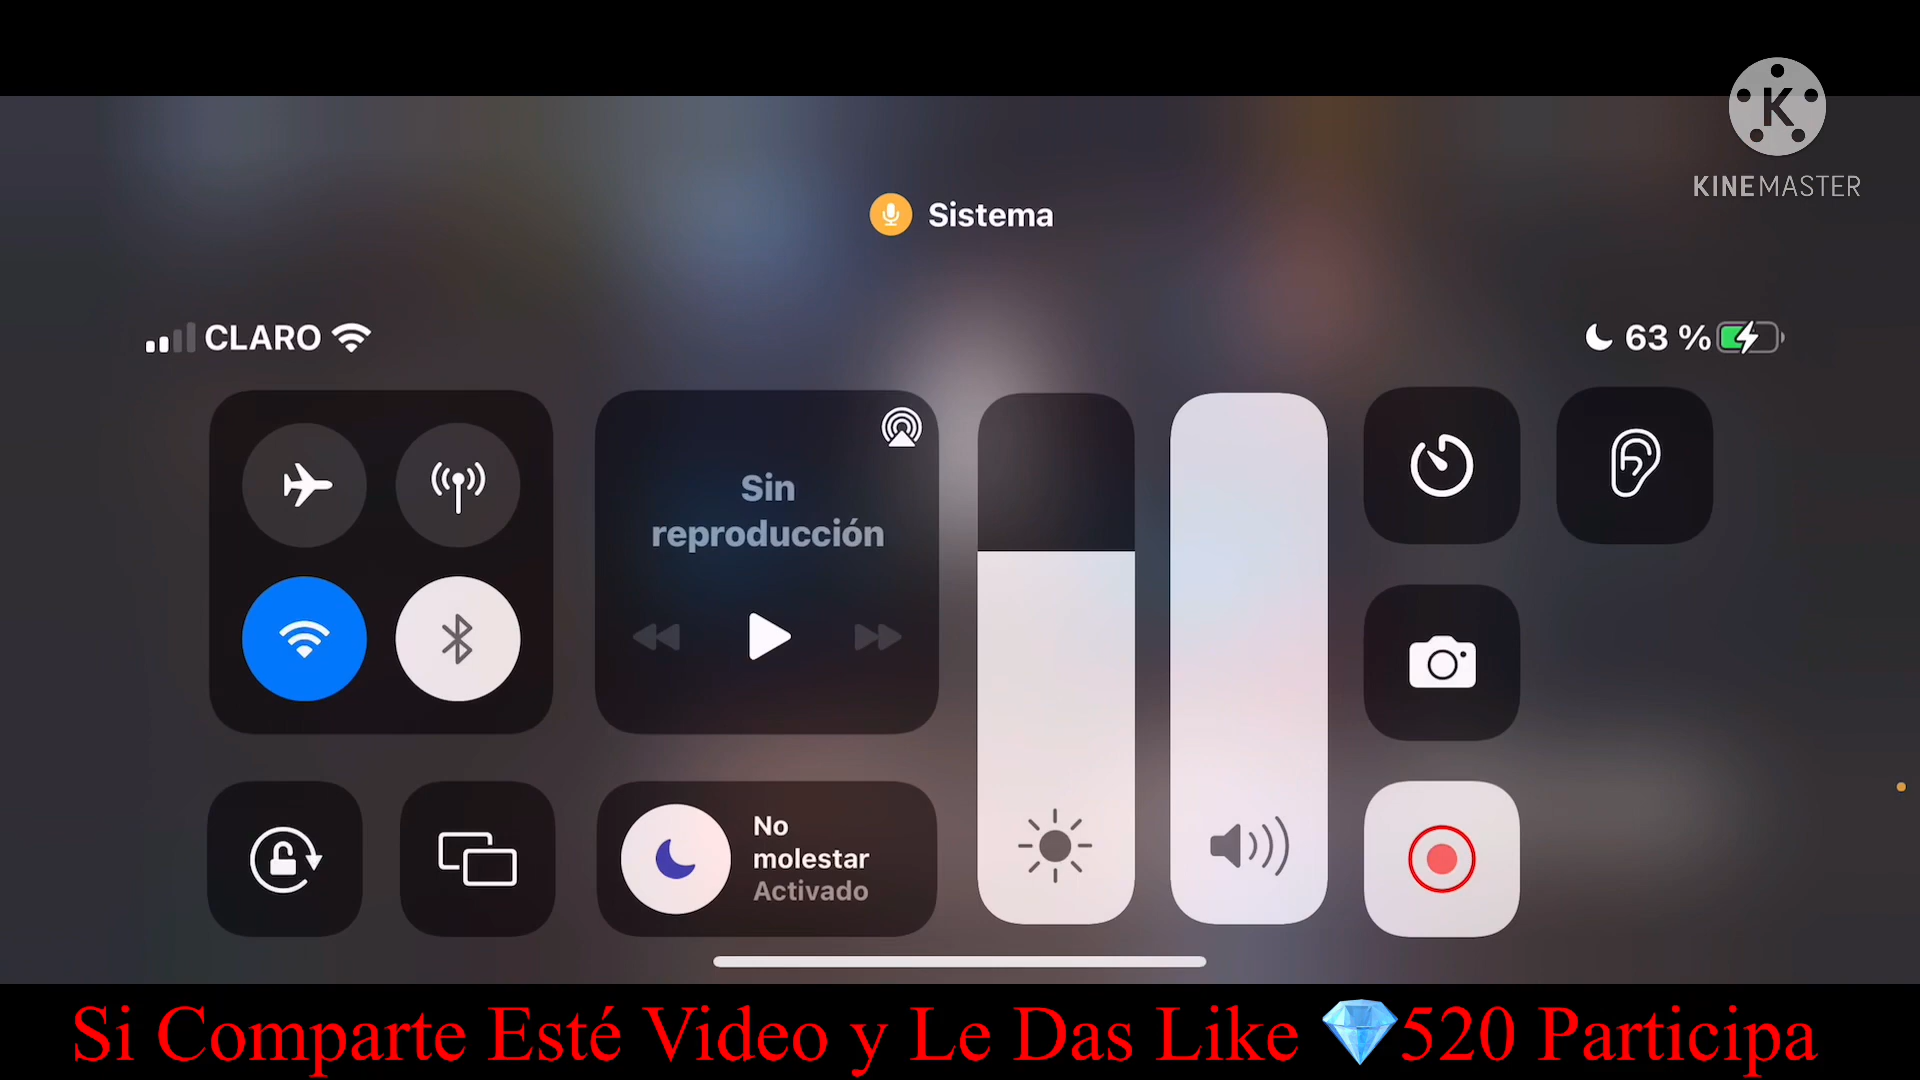 K
KINEMASTER
Sistema
CLARO
63 %
Sin
reproducción
No
molestar
Activado
Si Comparte Esté Video y Le Das Like 💎520 Participa